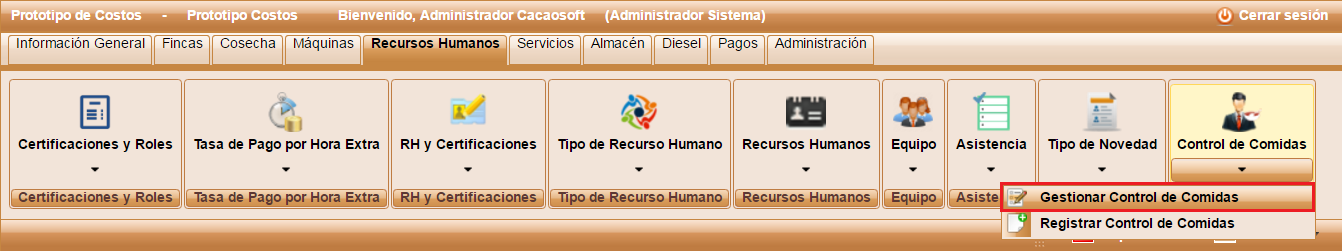 Prototipo de Costos - Prototipo Costos Bienvenido, Administrador Cacaosoft (Administrador Sistema) Cerrar sesión
Información General Fincas Cosecha Máquinas Recursos Humanos Servicios Almacén Diesel Pagos Administración
Certificaciones y Roles Tasa de Pago por Hora Extra RH y Certificaciones Tipo de Recurso Humano Recursos Humanos Equipo Asistencia Tipo de Novedad Control de Comidas
Certificaciones y Roles Tasa de Pago por Hora Extra RH y Certificaciones Tipo de Recurso Humano Recursos Humanos Equipo
Gestionar Control de Comidas
Registrar Control de Comidas